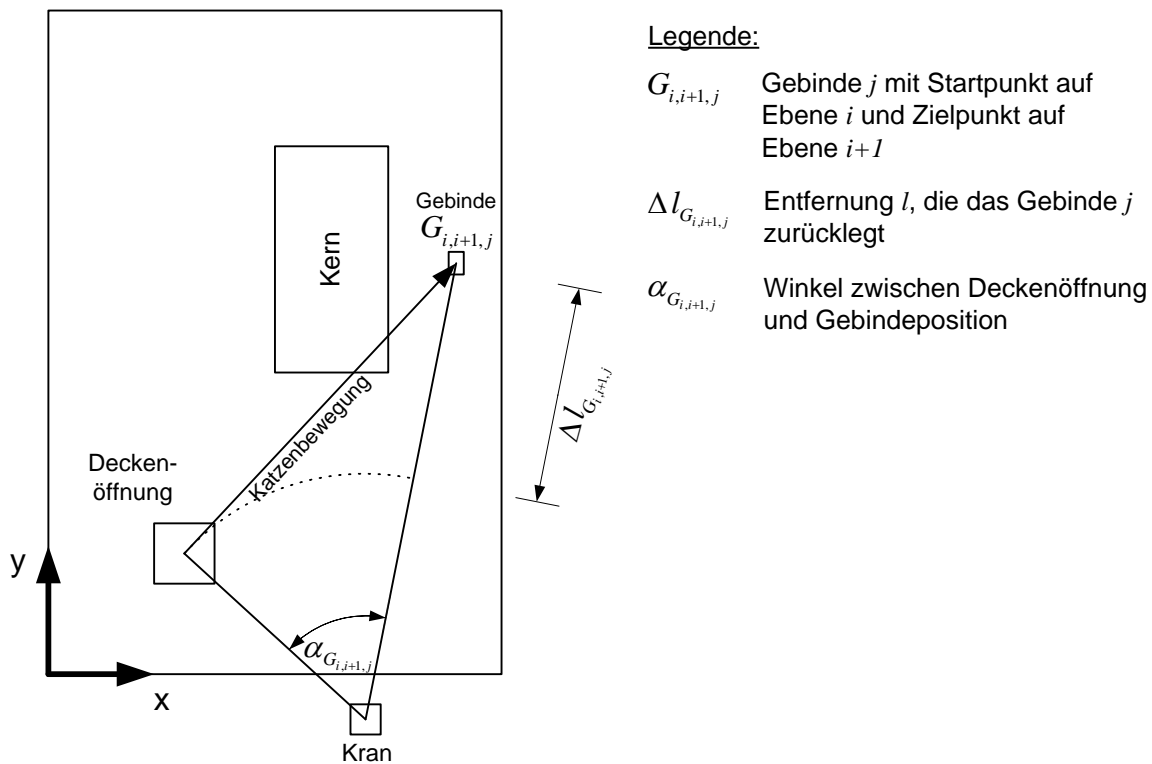 Gebinde
G_{i,i+1,j}
Kern
Katzenbewegung
Δl_{G_{i,i+1,j}}
Decken-
öffnung
y
α_{G_{i,i+1,j}}
x
Kran
Legende:
G_{i,i+1,j} Gebinde j mit Startpunkt auf
Ebene i und Zielpunkt auf
Ebene i+1
Δl_{G_{i,i+1,j}} Entfernung l, die das Gebinde j
zurücklegt
α_{G_{i,i+1,j}} Winkel zwischen Deckenöffnung
und Gebindeposition